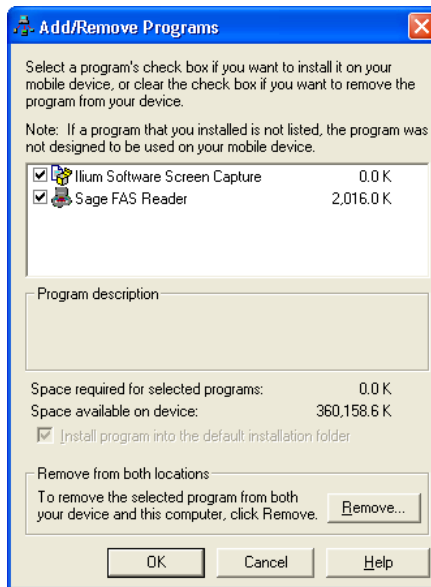 Add/Remove Programs
Select a program's check box if you want to install it on your
mobile device, or clear the check box if you want to remove the
program from your device.
Note: If a program that you installed is not listed, the program was
not designed to be used on your mobile device.
Ilium Software Screen Capture 0.0 K
Sage FAS Reader 2,016.0 K
Program description
Space required for selected programs: 0.0 K
Space available on device: 360,158.6 K
Install program into the default installation folder
Remove from both locations
To remove the selected program from both
your device and this computer, click Remove.
Remove...
OK Cancel Help